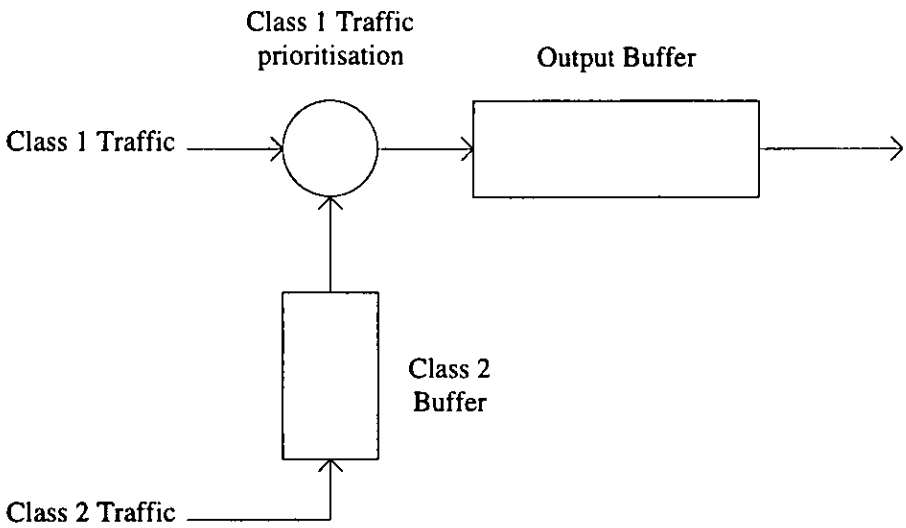 Class 1 Traffic
prioritisation
Output Buffer
Class 1 Traffic
Class 2
Buffer
Class 2 Traffic